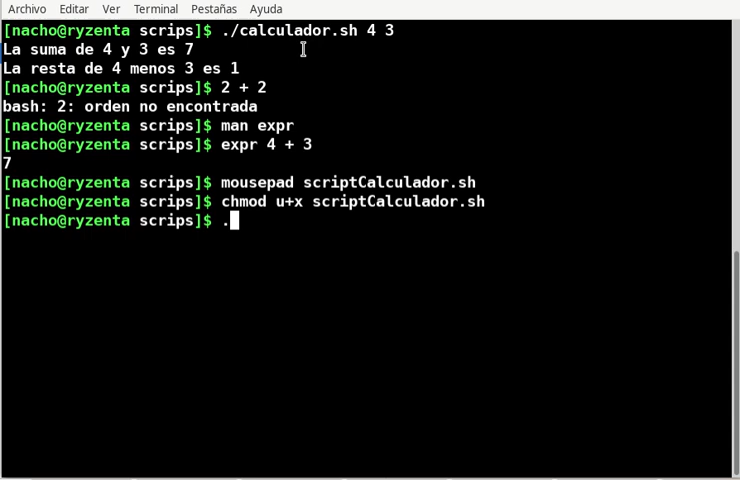 Archivo Editar Ver Terminal Pestañas Ayuda
[nacho@ryzenta scrips]$ ./calculador.sh 4 3
La suma de 4 y 3 es 7
La resta de 4 menos 3 es 1
[nacho@ryzenta scrips]$ 2 + 2
bash: 2: orden no encontrada
[nacho@ryzenta scrips]$ man expr
[nacho@ryzenta scrips]$ expr 4 + 3
7
[nacho@ryzenta scrips]$ mousepad scriptCalculador.sh
[nacho@ryzenta scrips]$ chmod u+x scriptCalculador.sh
[nacho@ryzenta scrips]$ .